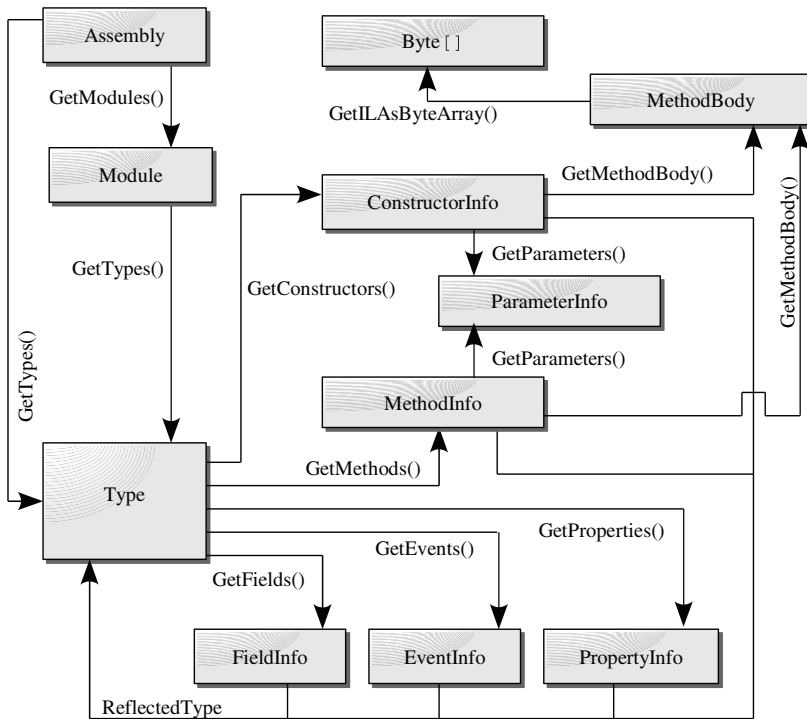 Assembly
Byte [ ]
GetModules()
MethodBody
GetILAsByteArray()
Module
GetMethodBody()
ConstructorInfo
GetMethodBody()
GetTypes()
GetParameters()
GetConstructors()
ParameterInfo
GetTypes()
GetParameters()
MethodInfo
GetMethods()
Type
GetProperties()
GetEvents()
GetFields()
FieldInfo
EventInfo
PropertyInfo
ReflectedType